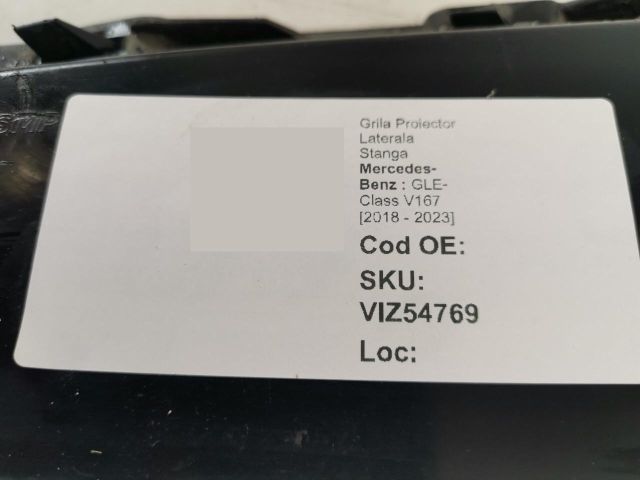 Grila Proiector
Laterala
Stanga
Mercedes-
Benz : GLE-
Class V167
[2018 - 2023]
Cod OE:
SKU:
VIZ54769
Loc: